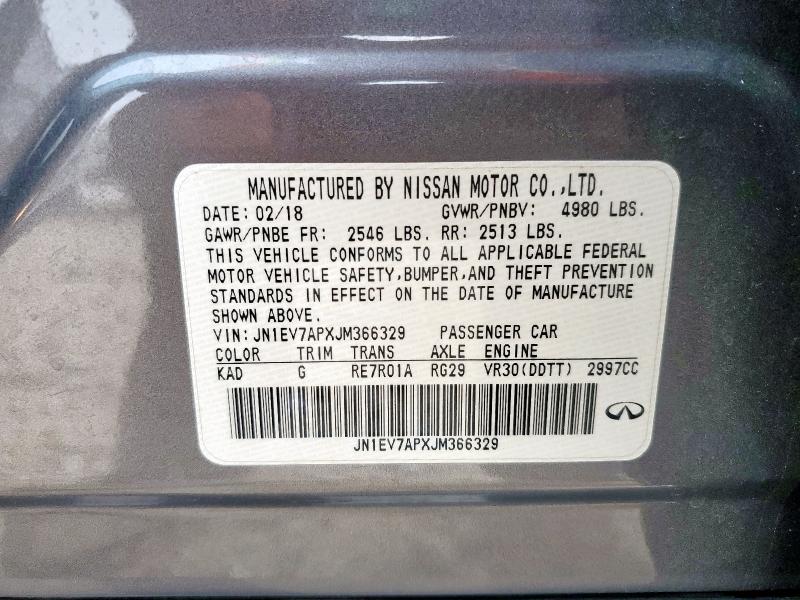 MANUFACTURED BY NISSAN MOTOR CO.,LTD.
DATE: 02/18 GVWR/PNBV: 4980 LBS.
GAWR/PNBE FR: 2546 LBS. RR: 2513 LBS.
THIS VEHICLE CONFORMS TO ALL APPLICABLE FEDERAL
MOTOR VEHICLE SAFETY,BUMPER,AND THEFT PREVENTION
STANDARDS IN EFFECT ON THE DATE OF MANUFACTURE
SHOWN ABOVE.
VIN: JN1EV7APXJM366329 PASSENGER CAR
COLOR TRIM TRANS AXLE ENGINE
KAD G RE7R01A RG29 VR30(DDTT) 2997CC
JN1EV7APXJM366329